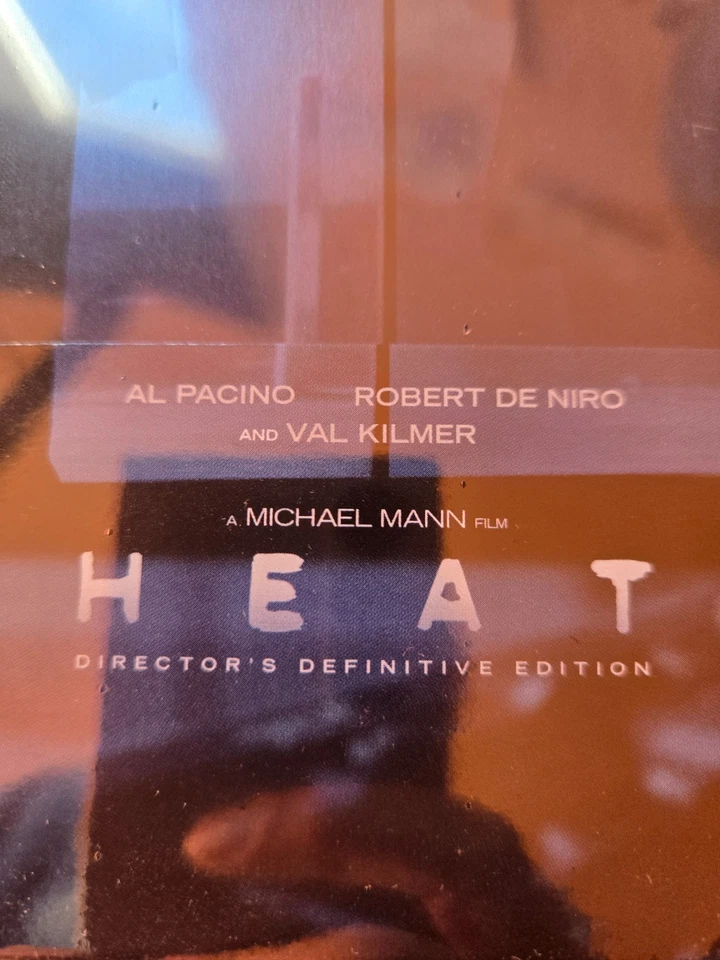 AL PACINO ROBERT DE NIRO
AND VAL KILMER
A MICHAEL MANN FILM
HEAT
DIRECTOR'S DEFINITIVE EDITION